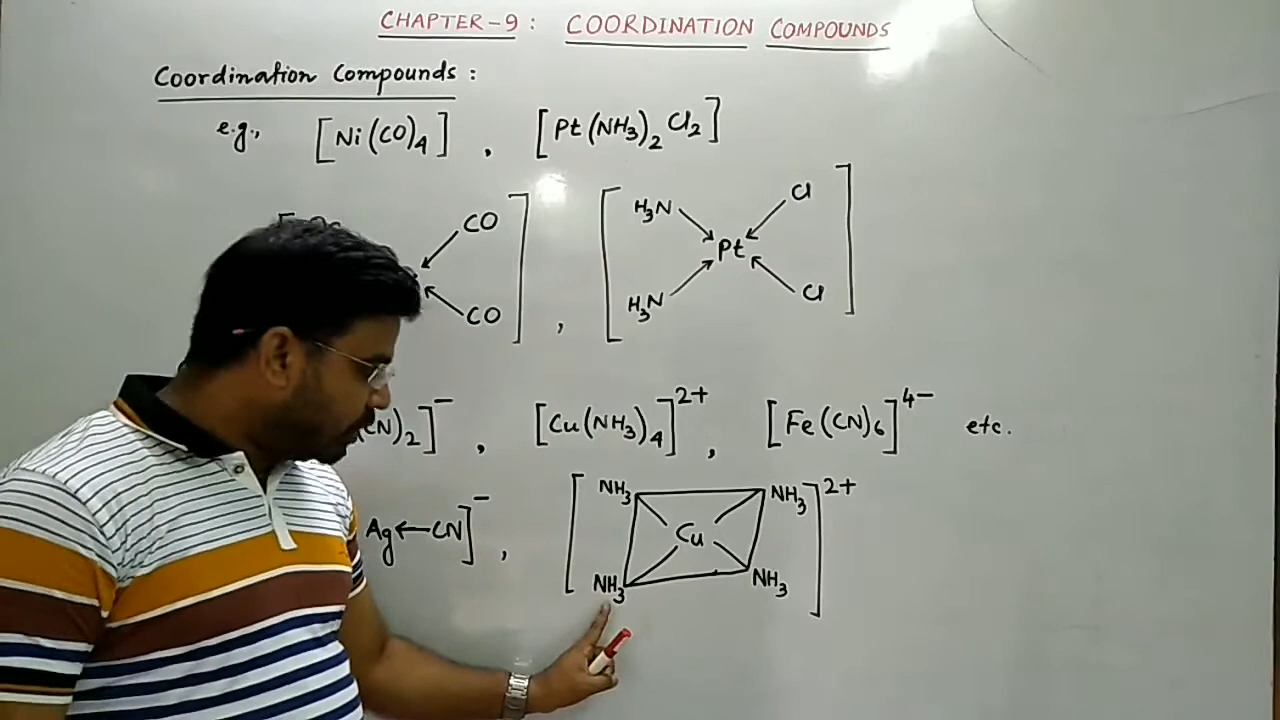 CHAPTER-9 : COORDINATION COMPOUNDS
Coordination Compounds :
e.g., [Ni(CO)4] , [Pt(NH3)2Cl2]
CO ] , [ H3N Cl
Pt
CO H3N Cl ]
(CN)2]⁻ , [Cu(NH3)4]²⁺ , [Fe(CN)6]⁴⁻ etc.
[ NH3 NH3 ]²⁺
Ag←CN]⁻ , Cu
NH3 NH3